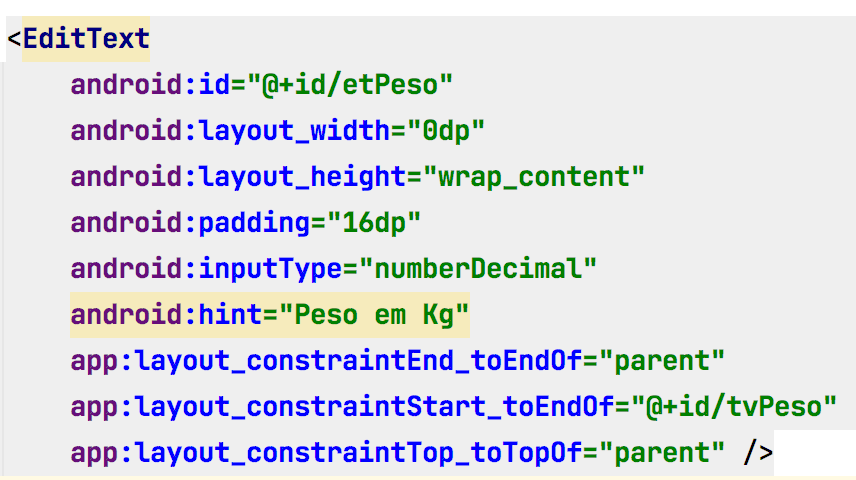 <EditText
android:id="@+id/etPeso"
android:layout_width="0dp"
android:layout_height="wrap_content"
android:padding="16dp"
android:inputType="numberDecimal"
android:hint="Peso em Kg"
app:layout_constraintEnd_toEndOf="parent"
app:layout_constraintStart_toEndOf="@+id/tvPeso"
app:layout_constraintTop_toTopOf="parent" />